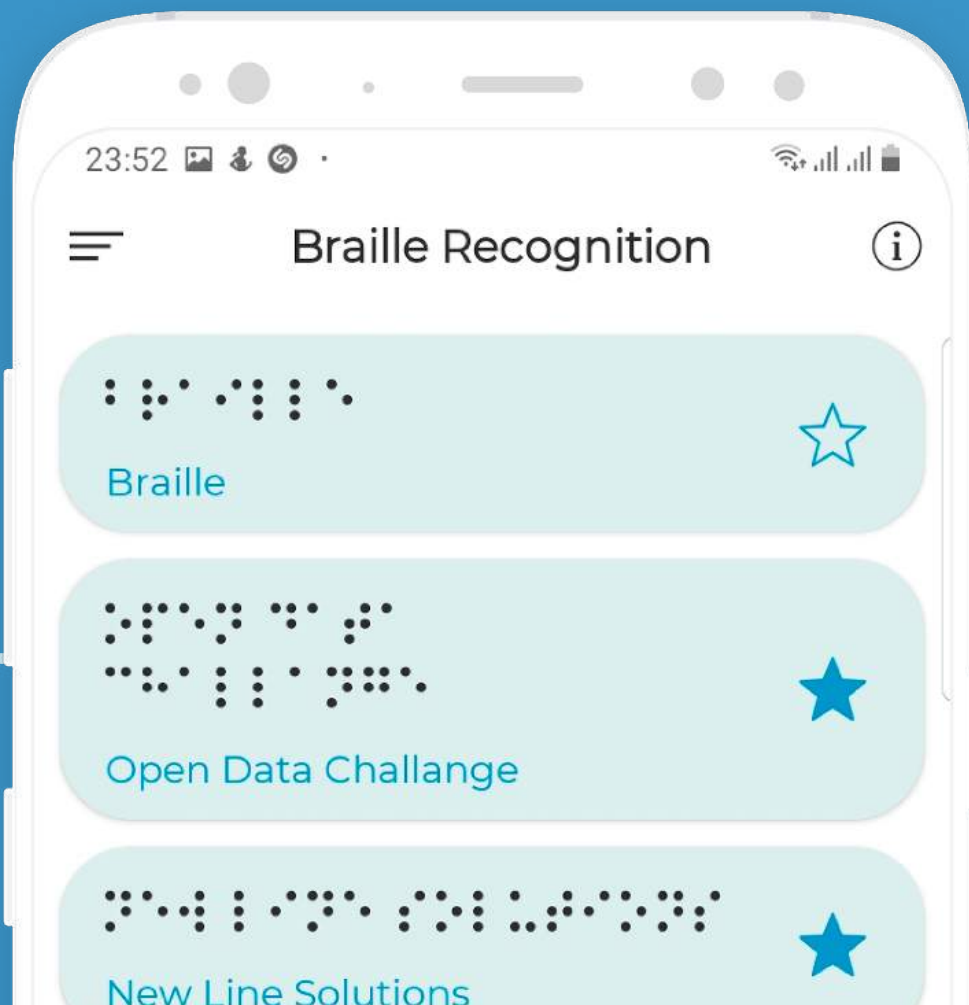 23:52
Braille Recognition
⠃⠗⠁⠊⠇⠇⠑
Braille
⠕⠏⠑⠝ ⠙⠁⠞⠁
⠉⠓⠁⠇⠇⠁⠝⠛⠑
Open Data Challange
⠝⠑⠺ ⠇⠊⠝⠑ ⠎⠕⠇⠥⠞⠊⠕⠝⠎
New Line Solutions